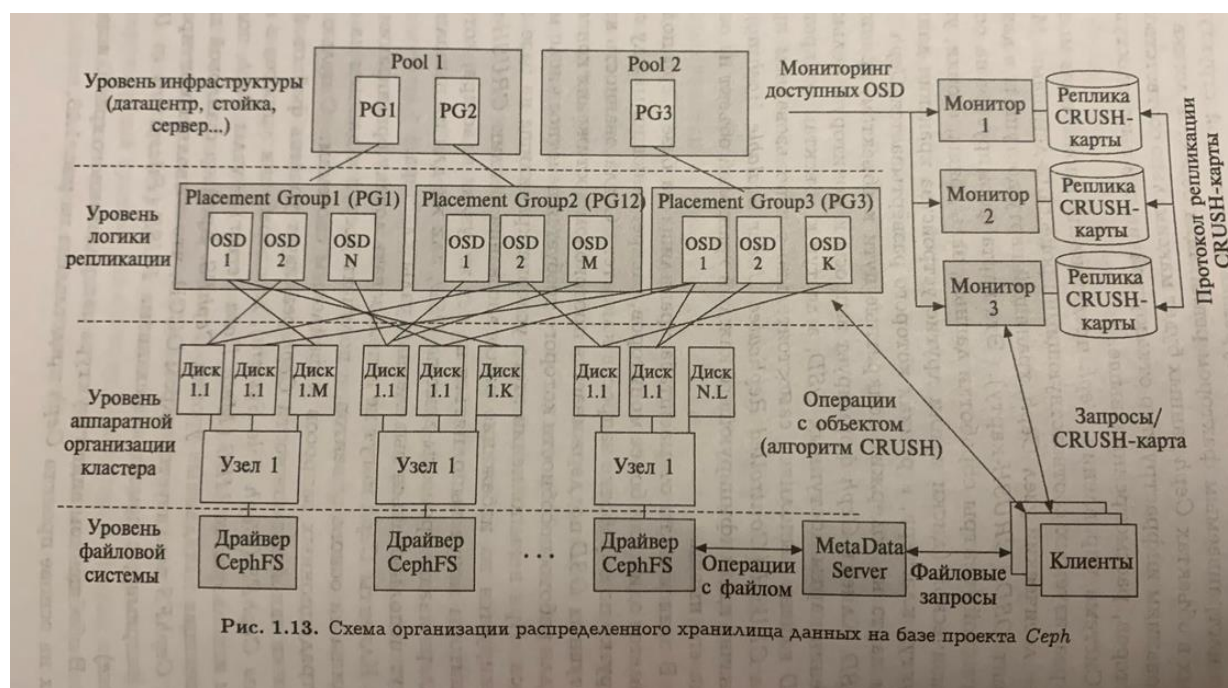 Pool 1
Pool 2
Уровень инфраструктуры
(датацентр, стойка,
сервер...)
PG1
PG2
PG3
Мониторинг
доступных OSD
Монитор
1
Реплика
CRUSH-
карты
Монитор
2
Реплика
CRUSH-
карты
Монитор
3
Реплика
CRUSH-
карты
Протокол репликации
CRUSH-карты
Уровень
логики
репликации
Placement Group1 (PG1)
OSD
1
OSD
2
OSD
N
Placement Group2 (PG12)
OSD
1
OSD
2
OSD
M
Placement Group3 (PG3)
OSD
1
OSD
2
OSD
K
Уровень
аппаратной
организации
кластера
Диск
1.1
Диск
1.1
Диск
1.M
Диск
1.1
Диск
1.1
Диск
1.K
Диск
1.1
Диск
1.1
Диск
N.L
Узел 1
Узел 1
Узел 1
Операции
с объектом
(алгоритм CRUSH)
Запросы/
CRUSH-карта
Уровень
файловой
системы
Драйвер
CephFS
Драйвер
CephFS
...
Драйвер
CephFS
Операции
с файлом
MetaData
Server
Файловые
запросы
Клиенты
Рис. 1.13. Схема организации распределенного хранилища данных на базе проекта Ceph